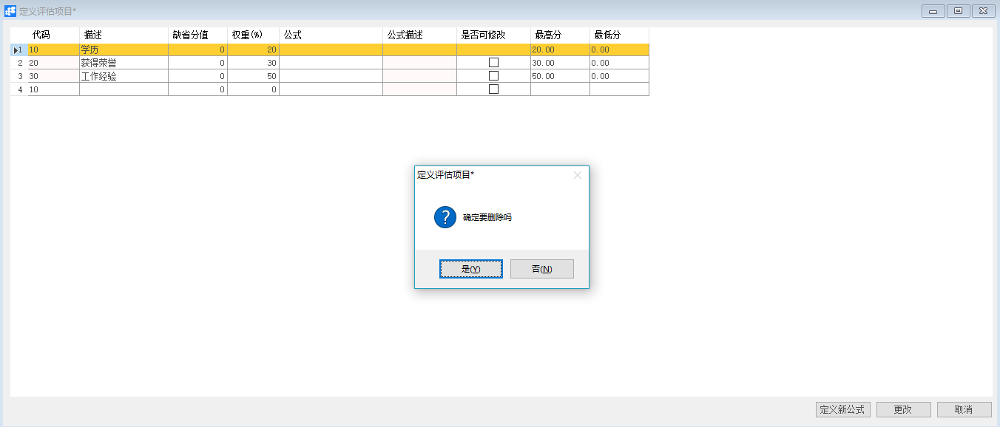 定义评估项目*
代码 描述 缺省分值 权重(%) 公式 公式描述 是否可修改 最高分 最低分
1 10 学历 0 20 20.00 0.00
2 20 获得荣誉 0 30 30.00 0.00
3 30 工作经验 0 50 50.00 0.00
4 10 0 0
定义评估项目*
确定要删除吗
是(Y) 否(N)
定义新公式 更改 取消